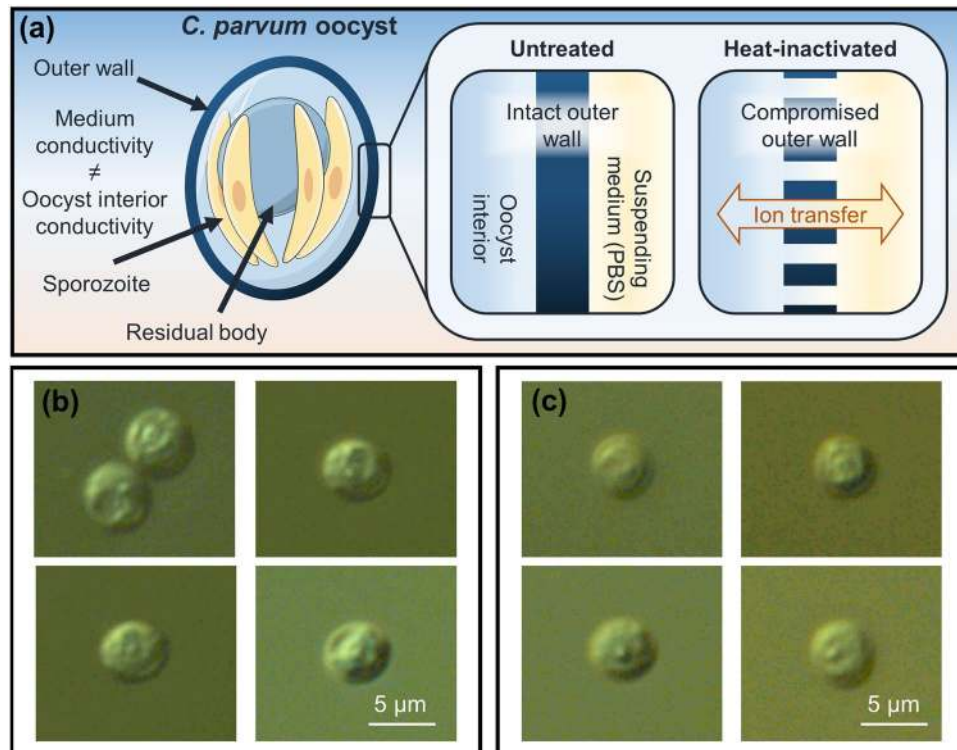 (a)
C. parvum oocyst
Outer wall
Medium
conductivity
≠
Oocyst interior
conductivity
Sporozoite
Residual body
Untreated
Intact outer
wall
Oocyst
interior
Suspending
medium (PBS)
Heat-inactivated
Compromised
outer wall
Ion transfer
(b)
5 µm
(c)
5 µm